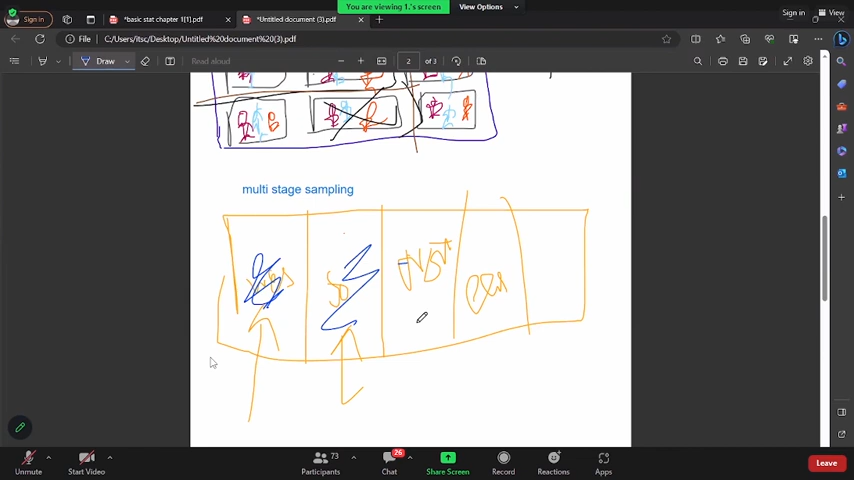 You are viewing 1.'s screen
View Options
Sign in
*basic stat chapter 1[1].pdf
*Untitled document (3).pdf
Sign in
View
File
C:/Users/itsc/Desktop/Untitled%20document%20(3).pdf
Draw
Read aloud
2
of 3
multi stage sampling
Unmute
Start Video
73
Participants
26
Chat
Share Screen
Record
Reactions
Apps
Leave